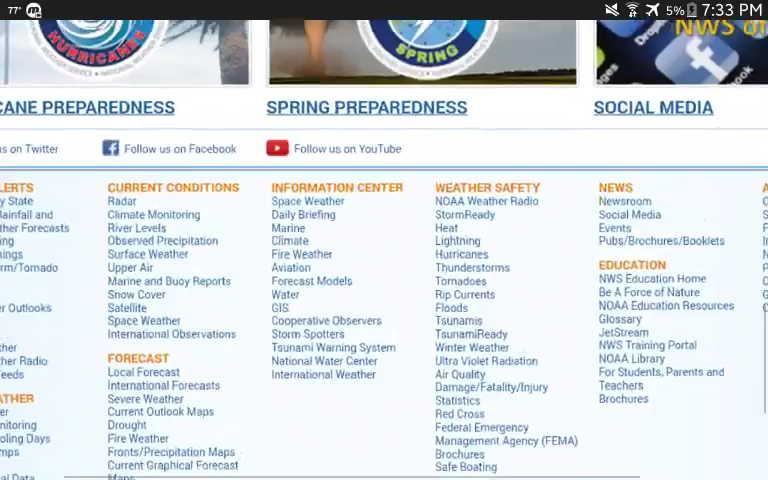 77°
5% 7:33 PM
HURRICANES
SPRING
NWS
CANE PREPAREDNESS
SPRING PREPAREDNESS
SOCIAL MEDIA
us on Twitter
Follow us on Facebook
Follow us on YouTube
LERTS
y State
ainfall and
ther Forecasts
ing
nings
orm/Tornado
er Outlooks
ther
ther Radio
eeds
ATHER
er
nitoring
oling Days
mps
al Data
CURRENT CONDITIONS
Radar
Climate Monitoring
River Levels
Observed Precipitation
Surface Weather
Upper Air
Marine and Buoy Reports
Snow Cover
Satellite
Space Weather
International Observations
FORECAST
Local Forecast
International Forecasts
Severe Weather
Current Outlook Maps
Drought
Fire Weather
Fronts/Precipitation Maps
Current Graphical Forecast
Maps
INFORMATION CENTER
Space Weather
Daily Briefing
Marine
Climate
Fire Weather
Aviation
Forecast Models
Water
GIS
Cooperative Observers
Storm Spotters
Tsunami Warning System
National Water Center
International Weather
WEATHER SAFETY
NOAA Weather Radio
StormReady
Heat
Lightning
Hurricanes
Thunderstorms
Tornadoes
Rip Currents
Floods
Tsunamis
TsunamiReady
Winter Weather
Ultra Violet Radiation
Air Quality
Damage/Fatality/Injury
Statistics
Red Cross
Federal Emergency
Management Agency (FEMA)
Brochures
Safe Boating
NEWS
Newsroom
Social Media
Events
Pubs/Brochures/Booklets
EDUCATION
NWS Education Home
Be A Force of Nature
NOAA Education Resources
Glossary
JetStream
NWS Training Portal
NOAA Library
For Students, Parents and
Teachers
Brochures